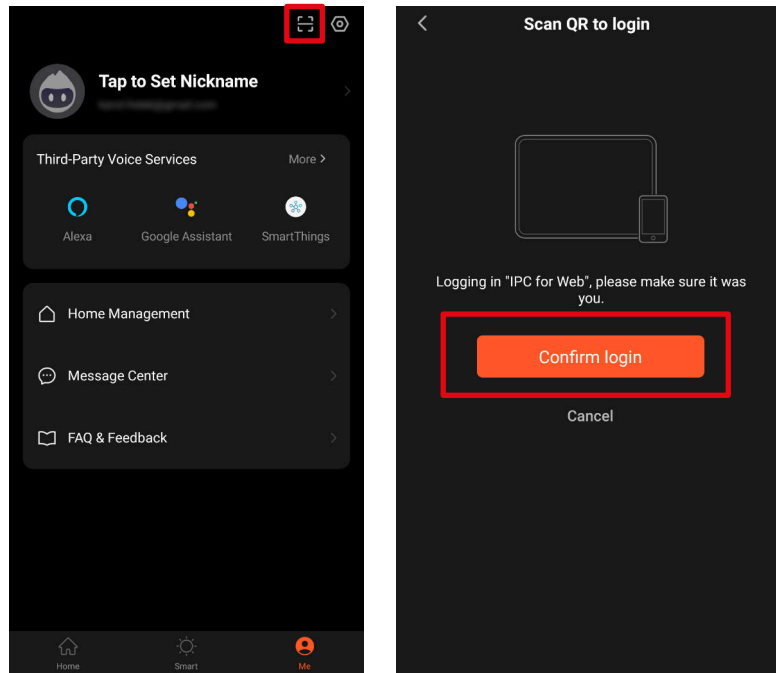 Tap to Set Nickname
Third-Party Voice Services
More >
Alexa
Google Assistant
SmartThings
Home Management
Message Center
FAQ & Feedback
Home
Smart
Me
Scan QR to login
Logging in "IPC for Web", please make sure it was
you.
Confirm login
Cancel